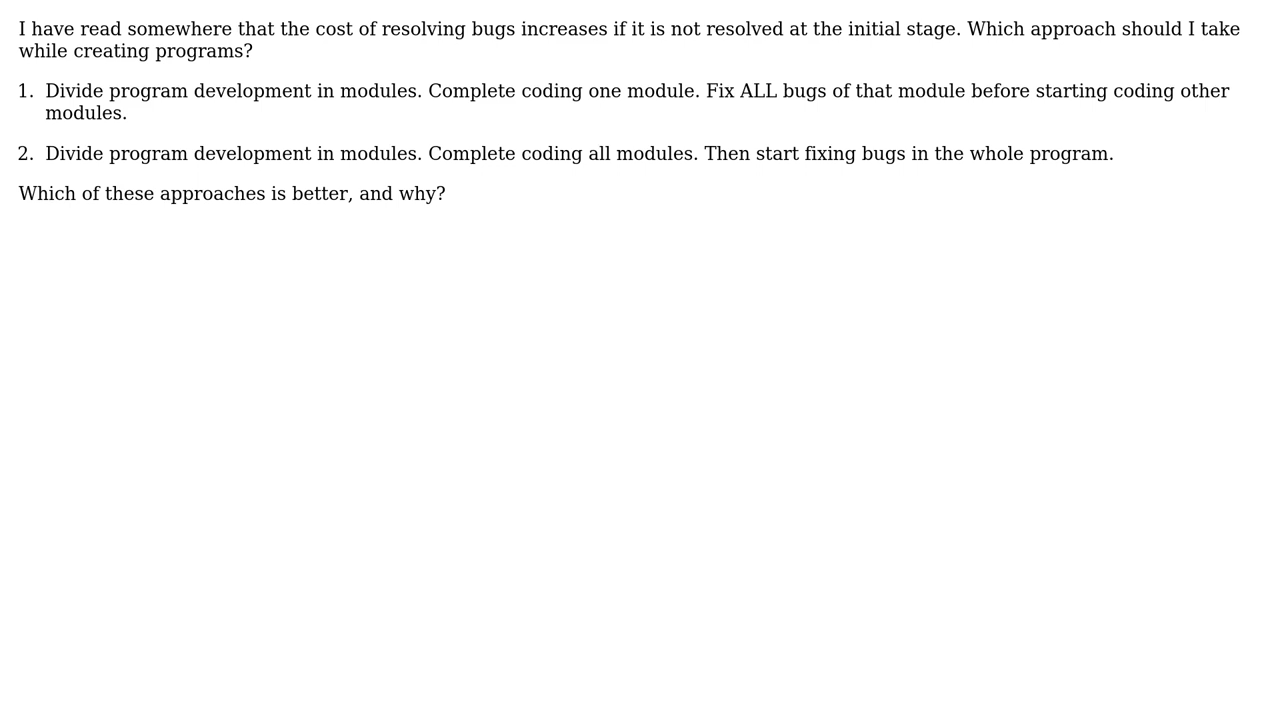 I have read somewhere that the cost of resolving bugs increases if it is not resolved at the initial stage. Which approach should I take
while creating programs?
1. Divide program development in modules. Complete coding one module. Fix ALL bugs of that module before starting coding other
modules.
2. Divide program development in modules. Complete coding all modules. Then start fixing bugs in the whole program.
Which of these approaches is better, and why?